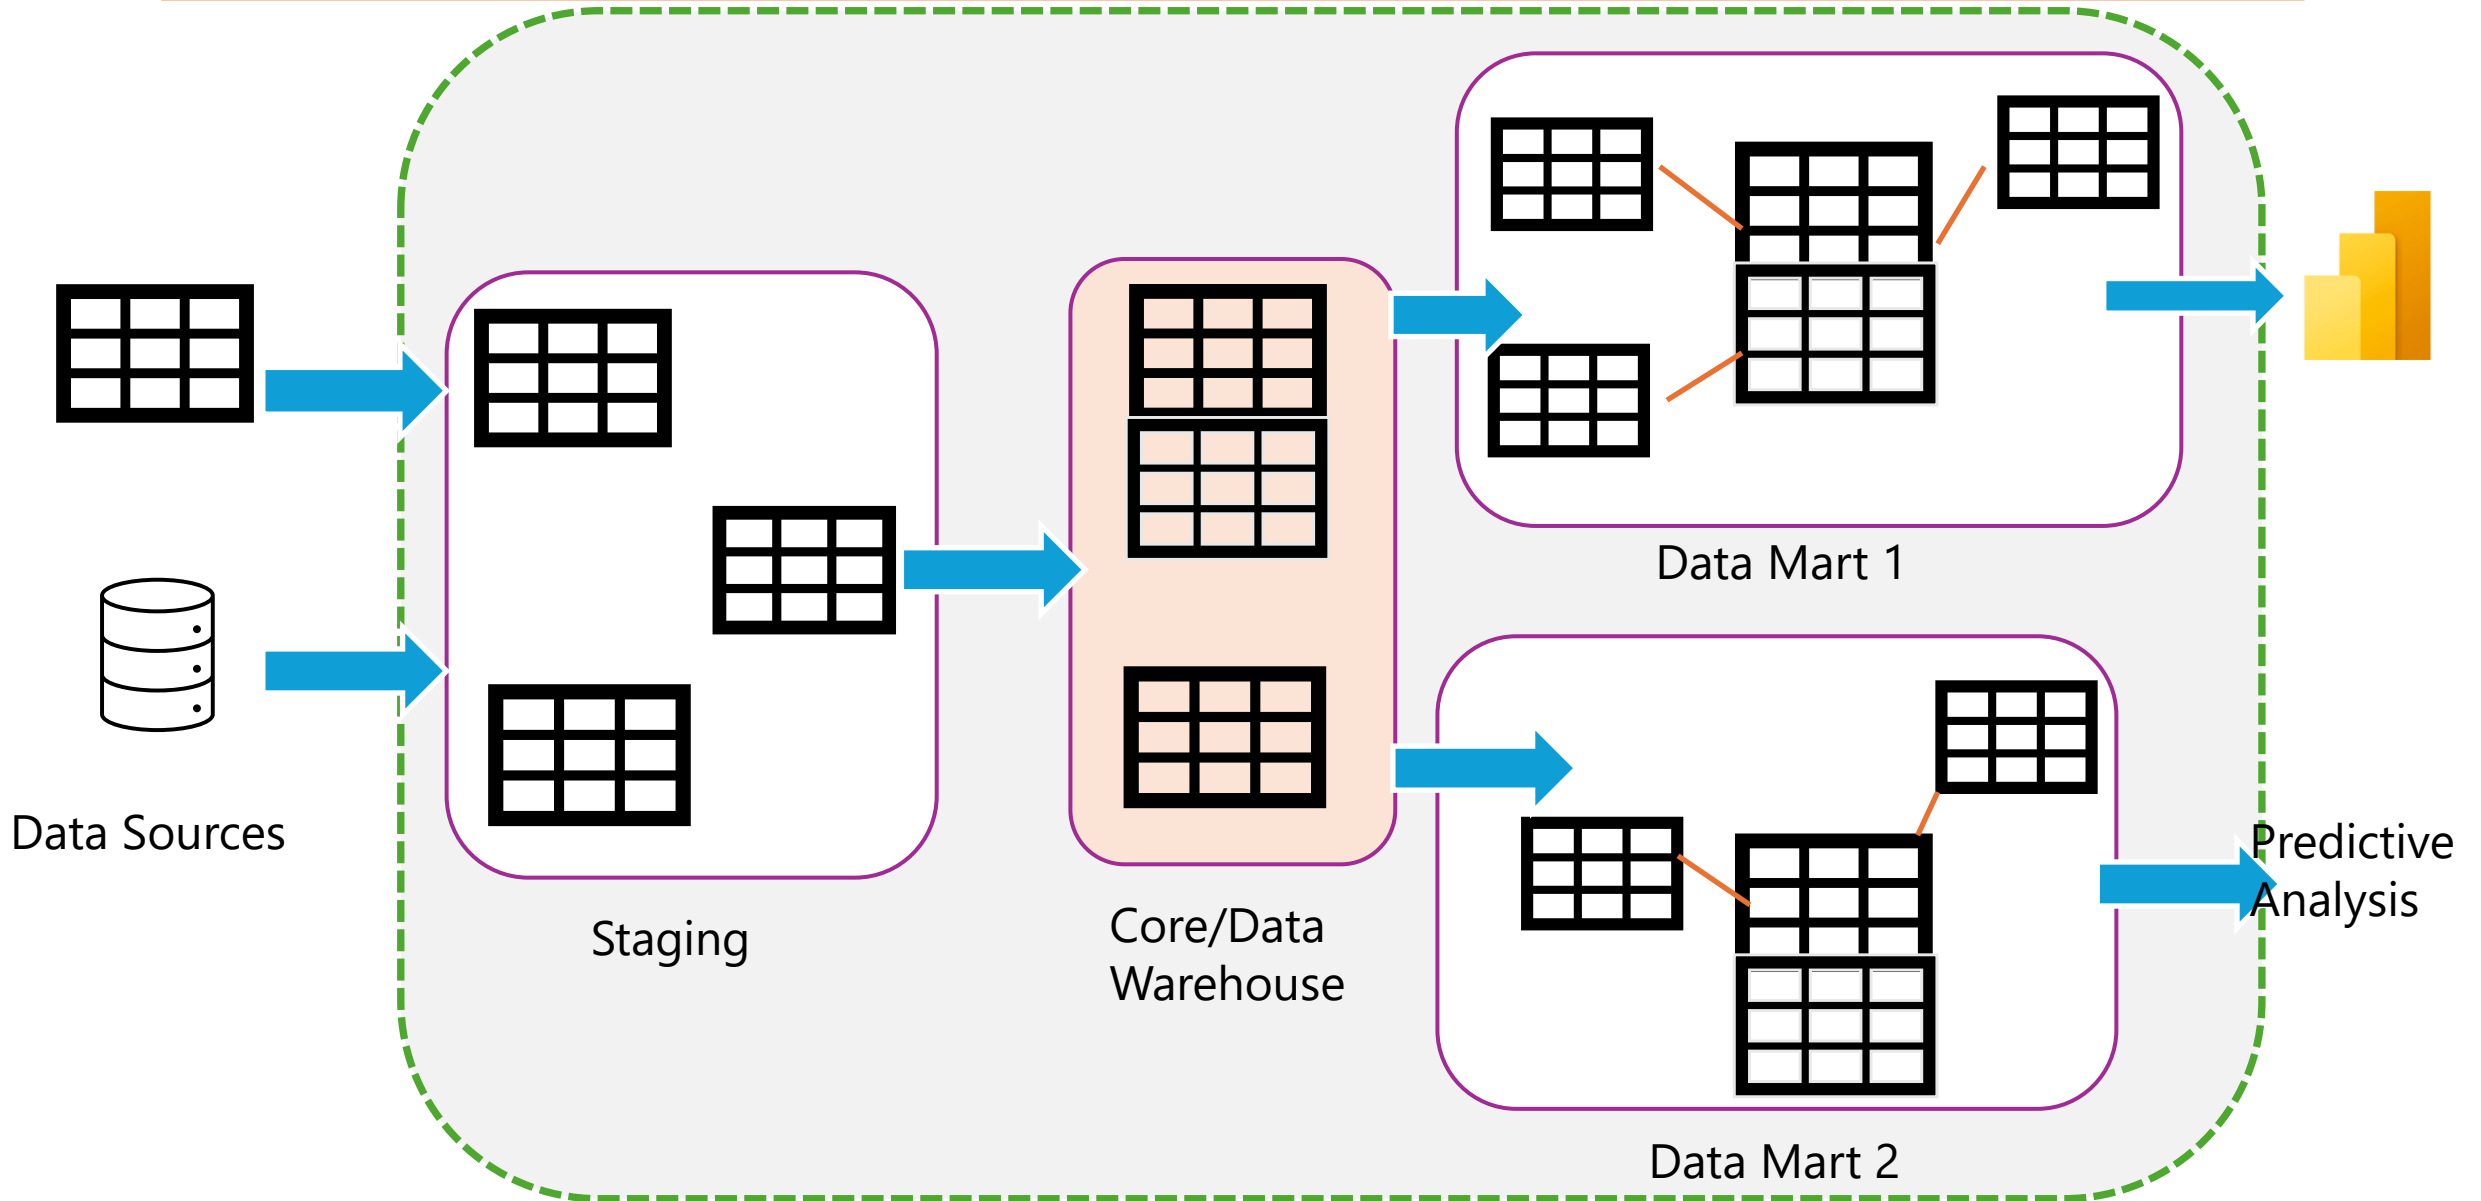 Data Sources
Staging
Core/Data
Warehouse
Data Mart 1
Data Mart 2
Predictive
Analysis